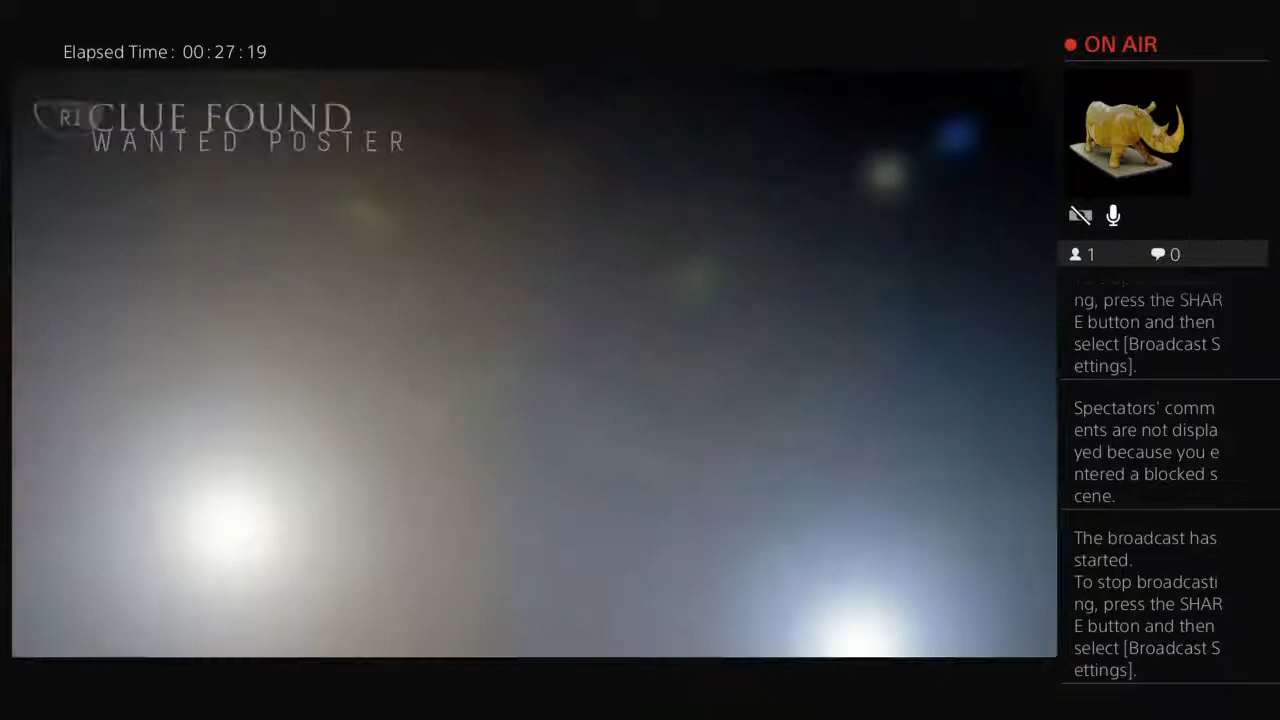 Elapsed Time: 00:27:19
R1
CLUE FOUND
WANTED POSTER
ON AIR
1
0
ng, press the SHAR
E button and then
select [Broadcast S
ettings].
Spectators' comm
ents are not displa
yed because you e
ntered a blocked s
cene.
The broadcast has
started.
To stop broadcasti
ng, press the SHAR
E button and then
select [Broadcast S
ettings].